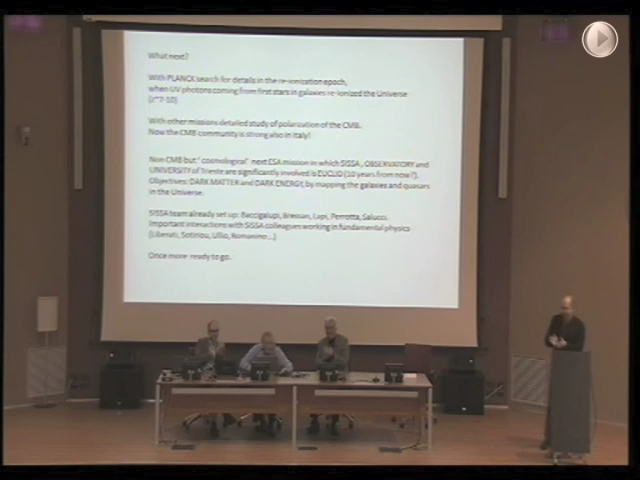 What next?
With PLANCK search for details in the re-ionization epoch,
when UV photons coming from first stars in galaxies re-ionized the Universe
(z~7-10)
With other missions detailed study of polarization of the CMB.
Now the CMB community is strong also in Italy!
Non CMB but " cosmological" next ESA mission in which SISSA, OBSERVATORY and
UNIVERSITY of Trieste are significantly involved is EUCLID (10 years from now!).
Objectives: DARK MATTER and DARK ENERGY, by mapping the galaxies and quasars
in the Universe.
SISSA team already set up: Baccigalupi, Bressan, Lapi, Perrotta, Salucci.
Important interactions with SISSA colleagues working in fundamental physics
(Liberati, Sotiriou, Ullio, Romanino...)
Once more ready to go.